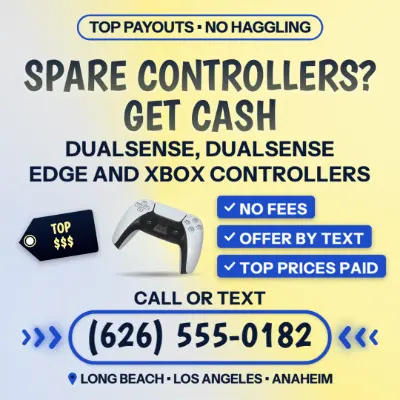 TOP PAYOUTS • NO HAGGLING
SPARE CONTROLLERS?
GET CASH
DUALSENSE, DUALSENSE
EDGE AND XBOX CONTROLLERS
TOP
$$$
✓ NO FEES
✓ OFFER BY TEXT
✓ TOP PRICES PAID
CALL OR TEXT
(626) 555-0182
LONG BEACH • LOS ANGELES • ANAHEIM